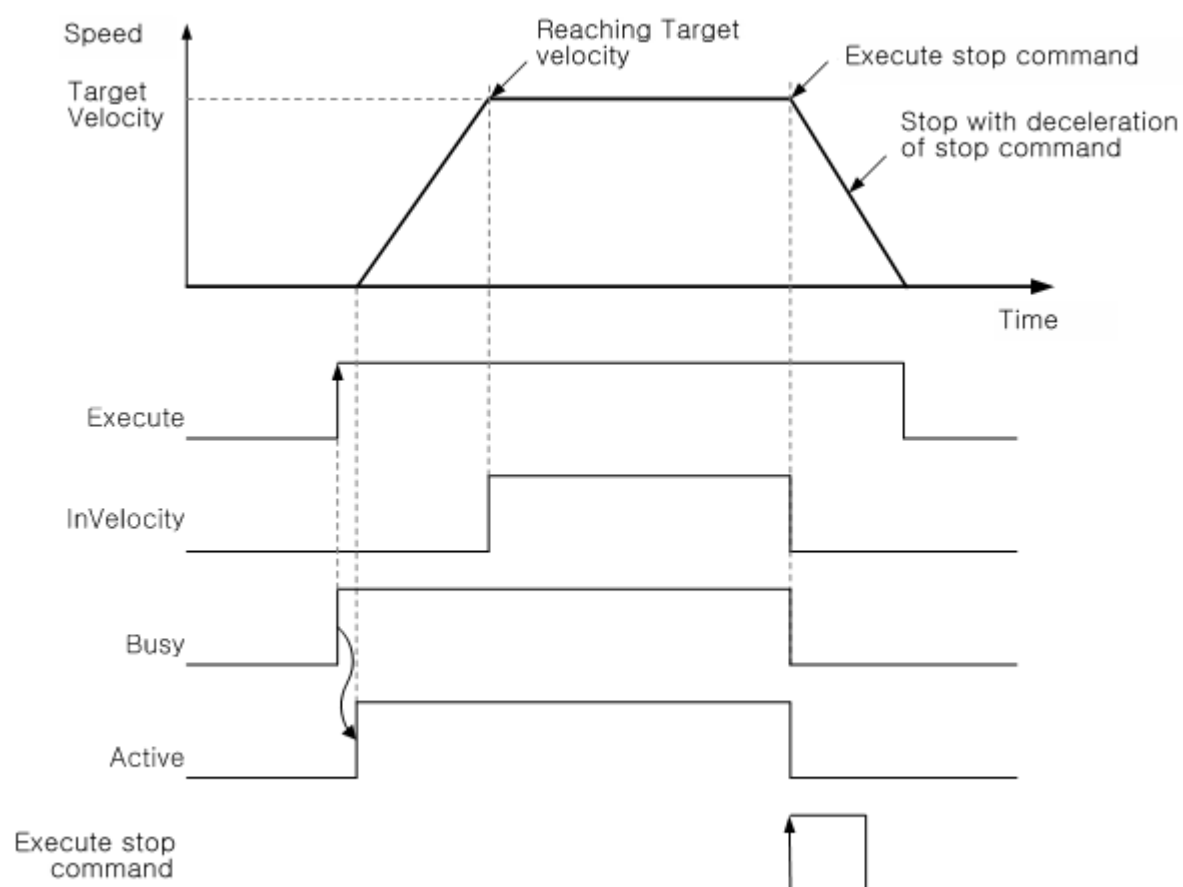 Speed
Reaching Target
velocity
Execute stop command
Target
Velocity
Stop with deceleration
of stop command
Time
Execute
InVelocity
Busy
Active
Execute stop
command